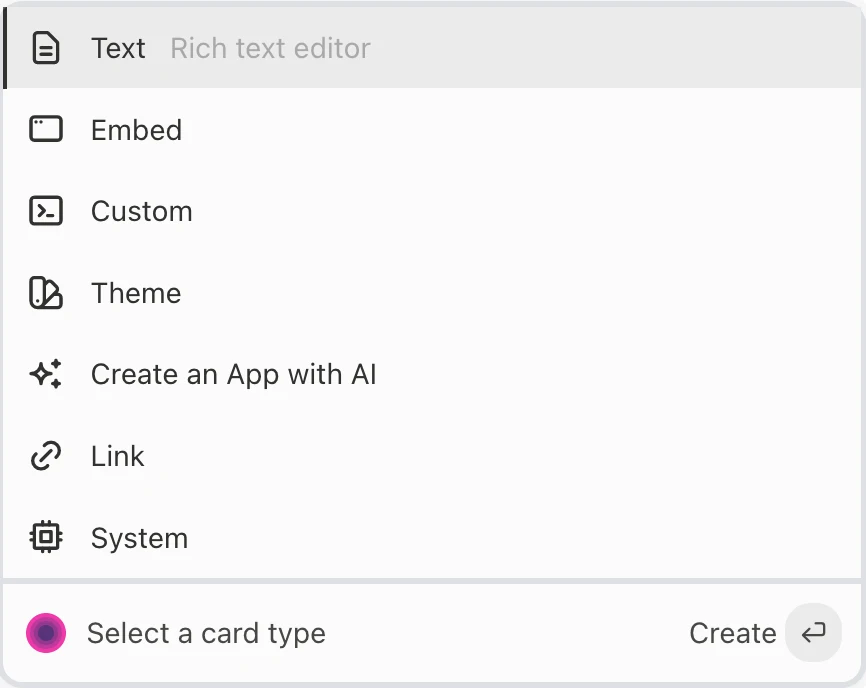 Text Rich text editor
Embed
Custom
Theme
Create an App with AI
Link
System
Select a card type Create